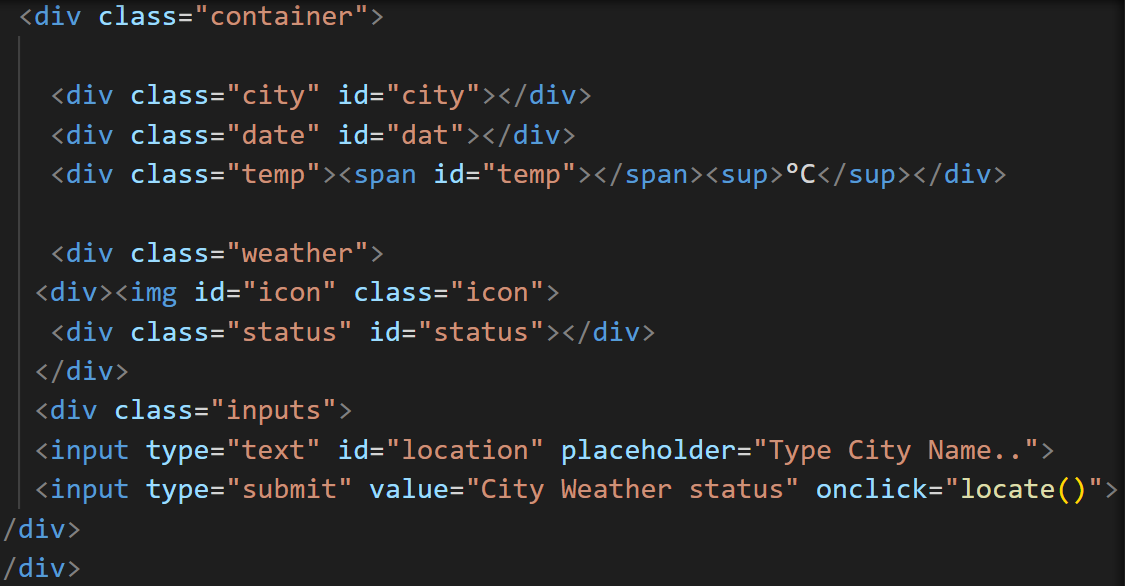 <div class="container">
<div class="city" id="city"></div>
<div class="date" id="dat"></div>
<div class="temp"><span id="temp"></span><sup>°C</sup></div>
<div class="weather">
<div><img id="icon" class="icon">
<div class="status" id="status"></div>
</div>
<div class="inputs">
<input type="text" id="location" placeholder="Type City Name..">
<input type="submit" value="City Weather status" onclick="locate()">
/div>
/div>